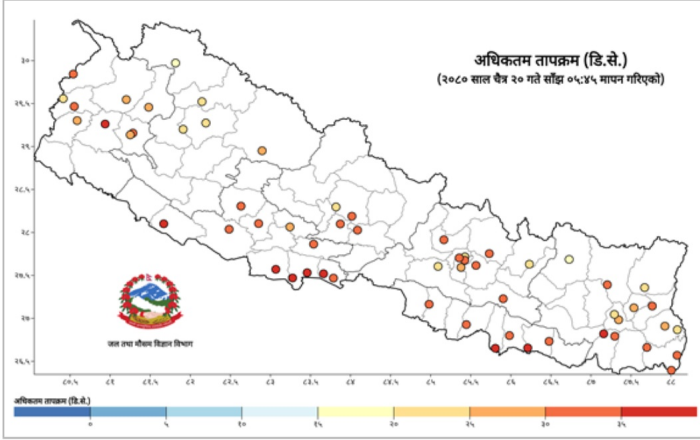 अधिकतम तापक्रम (डि.से.)
(२०८० साल चैत्र २० गते साँझ ०५:४५ मापन गरिएको)
३०
२९.५
२९
२८.५
२८
२७.५
२७
२६.५
जल तथा मौसम विज्ञान विभाग
८०.५ ८१ ८१.५ ८२ ८२.५ ८३ ८३.५ ८४ ८४.५ ८५ ८५.५ ८६ ८६.५ ८७ ८७.५ ८८
अधिकतम तापक्रम (डि.से.)
० ५ १० १५ २० २५ ३० ३५